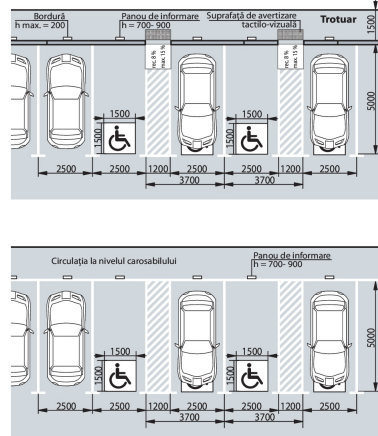 Bordură
h max. = 200
Panou de informare
h = 700- 900
Suprafață de avertizare
tactilo-vizuală
Trotuar
1500
rec. 8 %
max. 15 %
rec. 8 %
max. 15 %
5000
1500
1500
1500
1500
2500
2500
1200
2500
2500
1200
2500
3700
3700
Circulația la nivelul carosabilului
Panou de informare
h = 700- 900
5000
1500
1500
1500
1500
2500
2500
1200
2500
2500
1200
2500
3700
3700